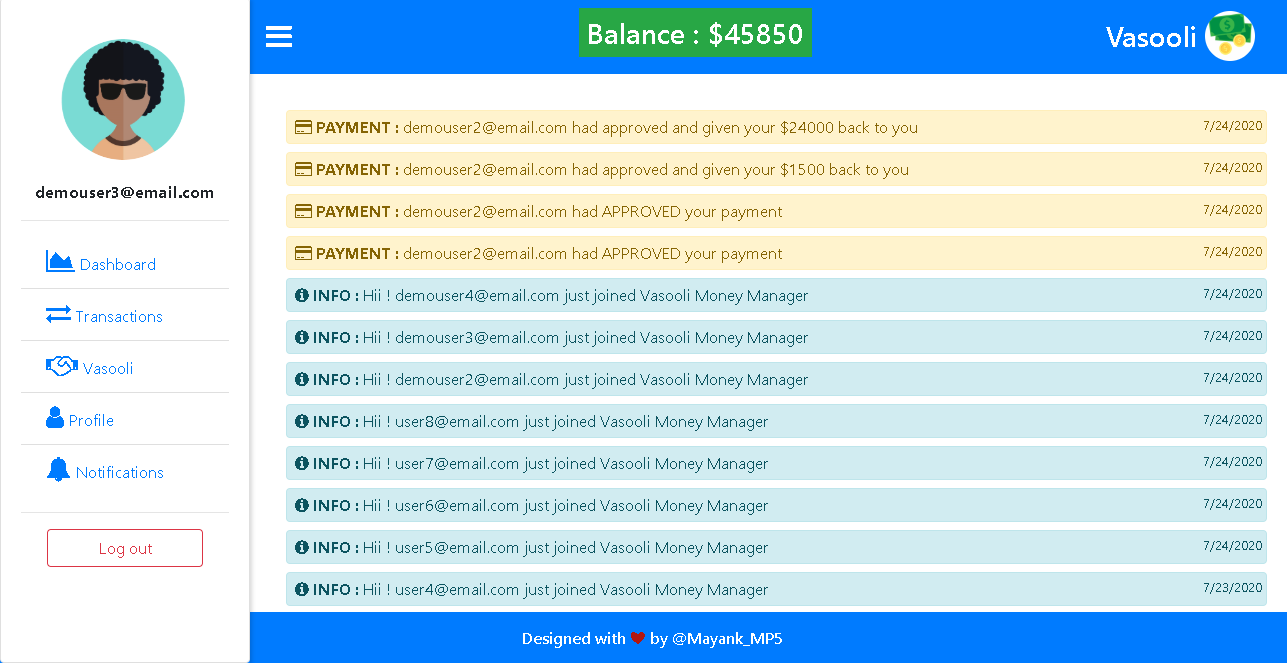 Balance : $45850
Vasooli
demouser3@email.com
Dashboard
Transactions
Vasooli
Profile
Notifications
Log out
PAYMENT : demouser2@email.com had approved and given your $24000 back to you 7/24/2020
PAYMENT : demouser2@email.com had approved and given your $1500 back to you 7/24/2020
PAYMENT : demouser2@email.com had APPROVED your payment 7/24/2020
PAYMENT : demouser2@email.com had APPROVED your payment 7/24/2020
INFO : Hii ! demouser4@email.com just joined Vasooli Money Manager 7/24/2020
INFO : Hii ! demouser3@email.com just joined Vasooli Money Manager 7/24/2020
INFO : Hii ! demouser2@email.com just joined Vasooli Money Manager 7/24/2020
INFO : Hii ! user8@email.com just joined Vasooli Money Manager 7/24/2020
INFO : Hii ! user7@email.com just joined Vasooli Money Manager 7/24/2020
INFO : Hii ! user6@email.com just joined Vasooli Money Manager 7/24/2020
INFO : Hii ! user5@email.com just joined Vasooli Money Manager 7/24/2020
INFO : Hii ! user4@email.com just joined Vasooli Money Manager 7/23/2020
Designed with ❤ by @Mayank_MP5